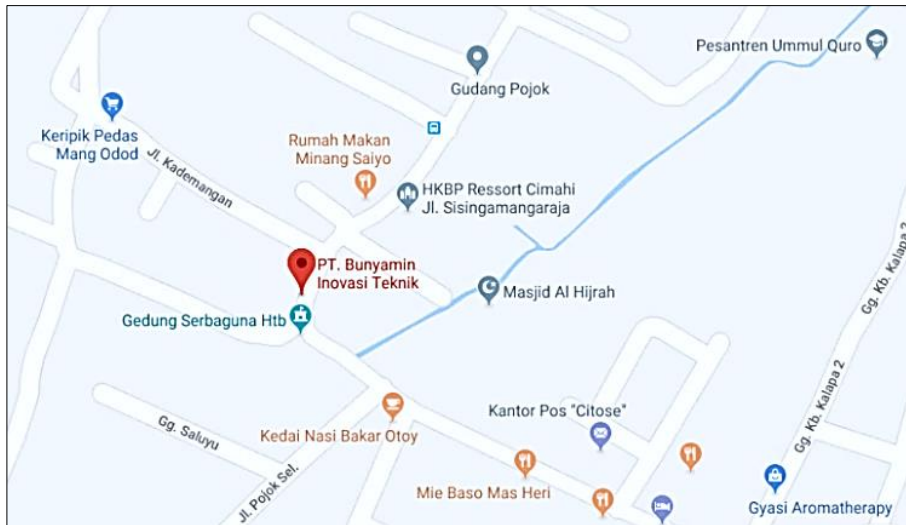 Pesantren Ummul Quro
Gudang Pojok
Keripik Pedas
Mang Odod
Rumah Makan
Minang Saiyo
Jl. Kademangan
HKBP Ressort Cimahi
Jl. Sisingamangaraja
PT. Bunyamin
Inovasi Teknik
Masjid Al Hijrah
Gedung Serbaguna Htb
Gg. Kb. Kalapa 2
Gg. Kb. Kalapa 2
Kantor Pos "Citose"
Kedai Nasi Bakar Otoy
Gg. Saluyu
Jl. Pojok Sel.
Mie Baso Mas Heri
Gyasi Aromatherapy